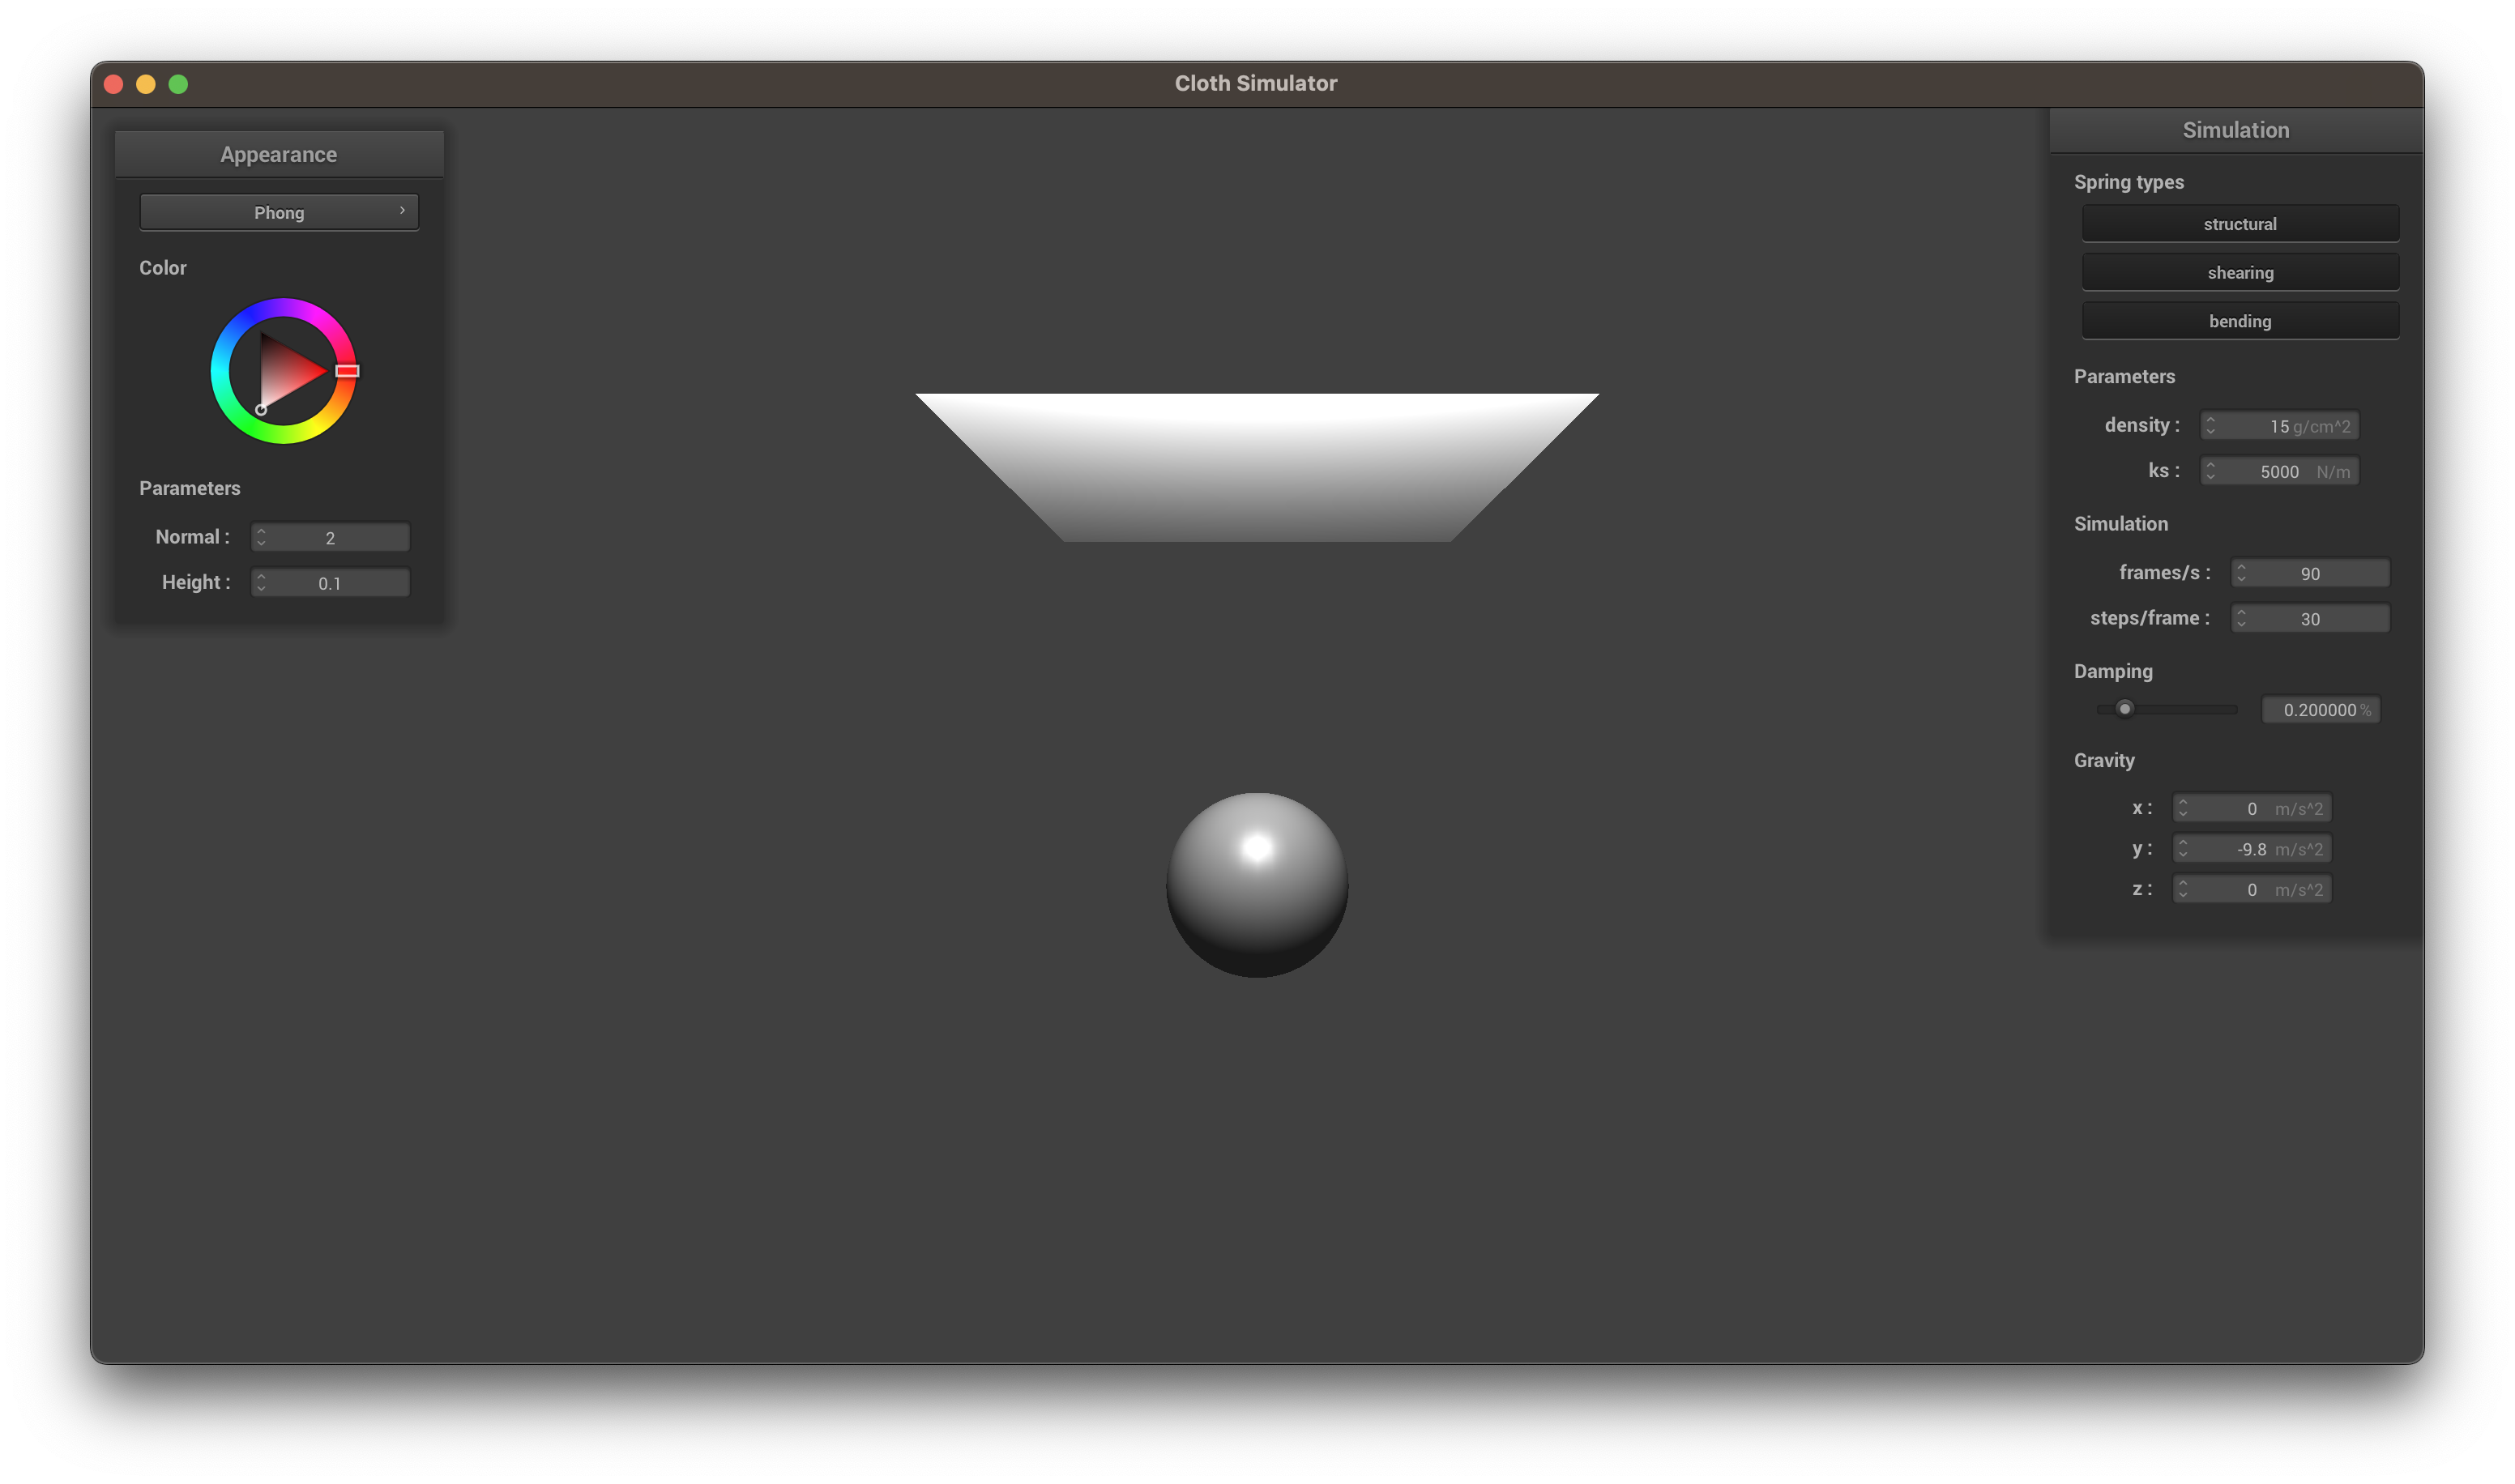 Cloth Simulator
Appearance
Phong
Color
Parameters
Normal : 2
Height : 0.1
Simulation
Spring types
structural
shearing
bending
Parameters
density : 15 g/cm^2
ks : 5000 N/m
Simulation
frames/s : 90
steps/frame : 30
Damping
0.200000 %
Gravity
x : 0 m/s^2
y : -9.8 m/s^2
z : 0 m/s^2